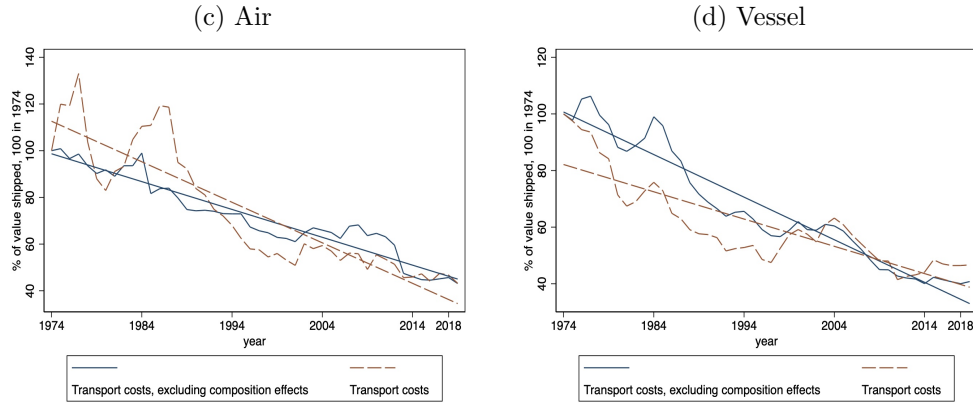 (c) Air
% of value shipped, 100 in 1974
140
120
100
80
60
40
1974
1984
1994
2004
2014
2018
year
Transport costs, excluding composition effects
Transport costs
(d) Vessel
% of value shipped, 100 in 1974
120
100
80
60
40
1974
1984
1994
2004
2014
2018
year
Transport costs, excluding composition effects
Transport costs